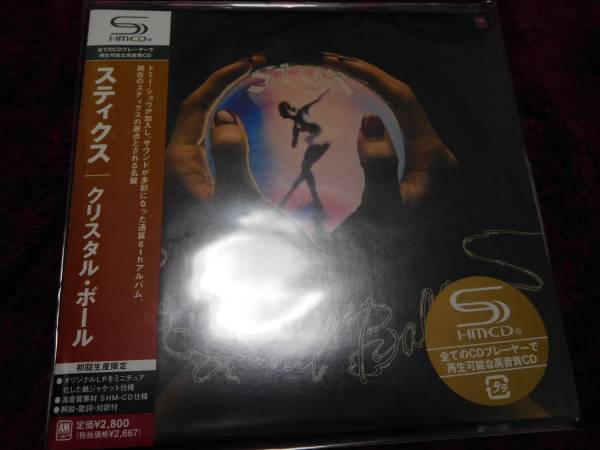 SHM-CD®
全てのCDプレーヤーで
再生可能な高音質CD
スティクス
クリスタル・ボール
トミー・ショウが加入し、サウンドが多彩になった通算6thアルバム、
現在のスティクスの原点とされる名盤
初回生産限定
●オリジナルLPをミニチュア
化した紙ジャケット仕様
●高音質素材 SHM-CD仕様
●解説・歌詞・対訳付
A&M
定価¥2,800
(税抜価格¥2,667)
STYX
Crystal Ball
SHM-CD®
全てのCDプレーヤーで
再生可能な高音質CD